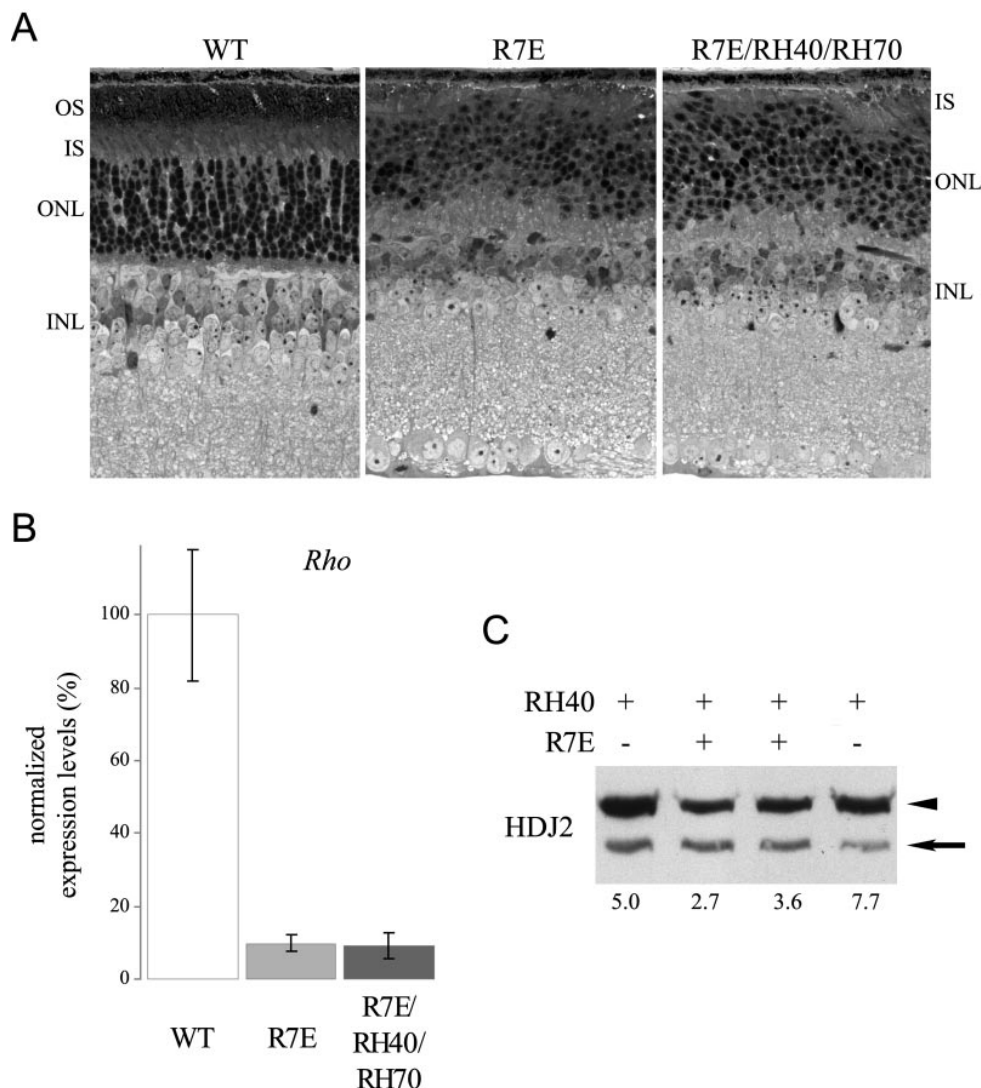 A
WT R7E R7E/RH40/RH70
OS
IS
ONL
INL
IS
ONL
INL
B
Rho
normalized
expression levels (%)
100
80
60
40
20
0
WT
R7E
R7E/
RH40/
RH70
C
RH40 + + + +
R7E - + + -
HDJ2
5.0 2.7 3.6 7.7